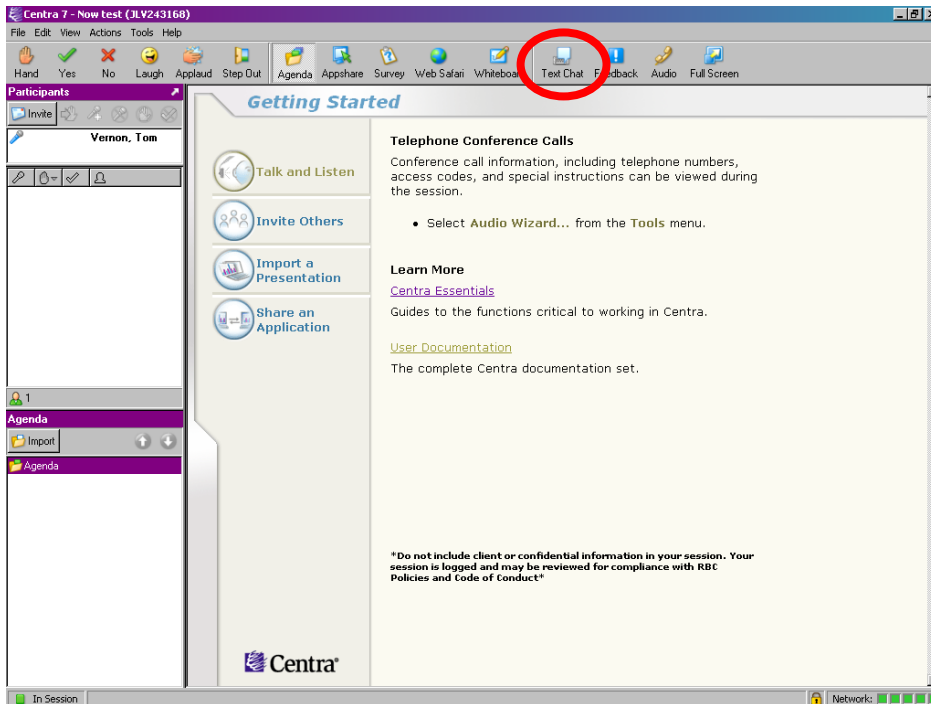 Centra 7 - Now test (JLV243168)
File Edit View Actions Tools Help
Hand Yes No Laugh Applaud Step Out Agenda Appshare Survey Web Safari Whiteboar Text Chat Feedback Audio Full Screen
Participants
Invite
Vernon, Tom
1
Agenda
Import
Agenda
Getting Started
Talk and Listen
Invite Others
Import a
Presentation
Share an
Application
Telephone Conference Calls
Conference call information, including telephone numbers,
access codes, and special instructions can be viewed during
the session.
• Select Audio Wizard... from the Tools menu.
Learn More
Centra Essentials
Guides to the functions critical to working in Centra.
User Documentation
The complete Centra documentation set.
*Do not include client or confidential information in your session. Your
session is logged and may be reviewed for compliance with RBC
Policies and Code of Conduct*
Centra
In Session
Network: